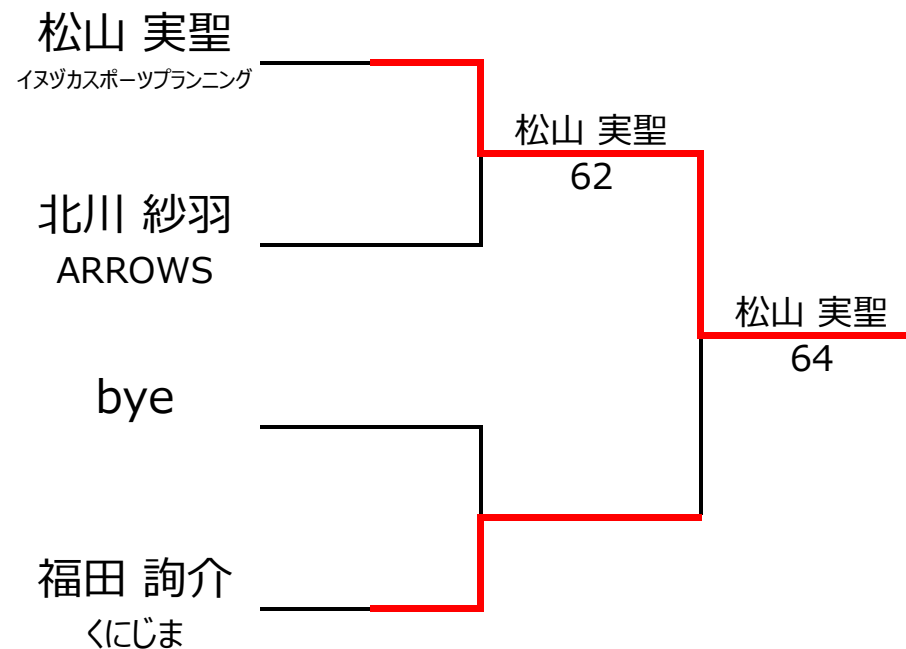 松山 実聖
イヌヅカスポーツプランニング
北川 紗羽
ARROWS
bye
福田 詢介
くにじま
松山 実聖
62
松山 実聖
64